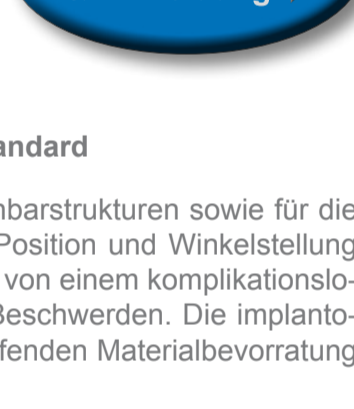 andard
nbarstrukturen sowie für die
Position und Winkelstellung
von einem komplikationslo-
Beschwerden. Die implanto-
fenden Materialbevorratung